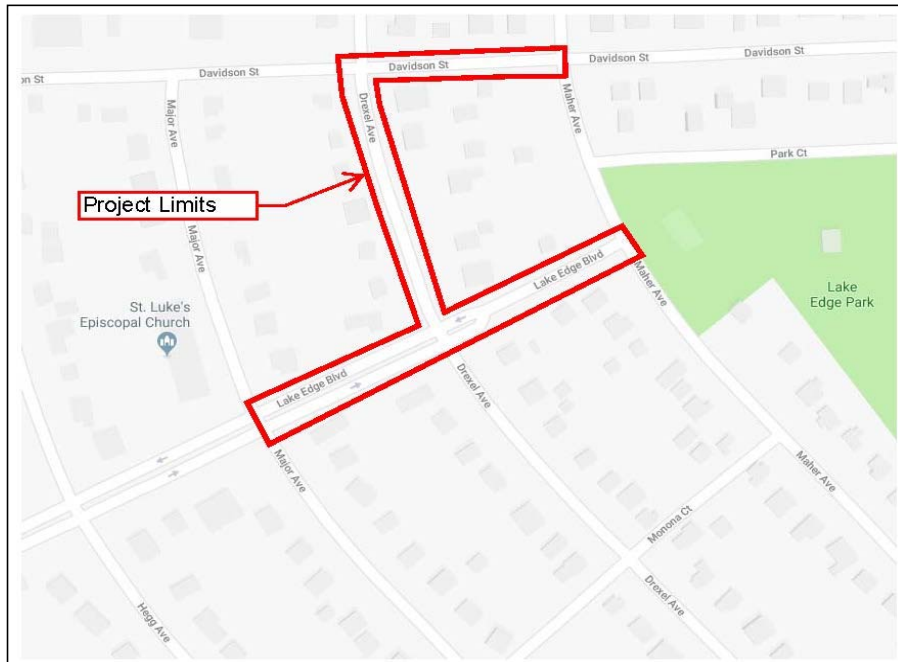 on St
Davidson St
Davidson St
Davidson St
Davidson St
Major Ave
Drexel Ave
Maher Ave
Park Ct
Project Limits
Major Ave
Lake Edge Blvd
Maher Ave
Lake
Edge Park
St. Luke's
Episcopal Church
Lake Edge Blvd
Drexel Ave
Major Ave
Maher Ave
Monona Ct
Drexel Ave
Hegg Ave